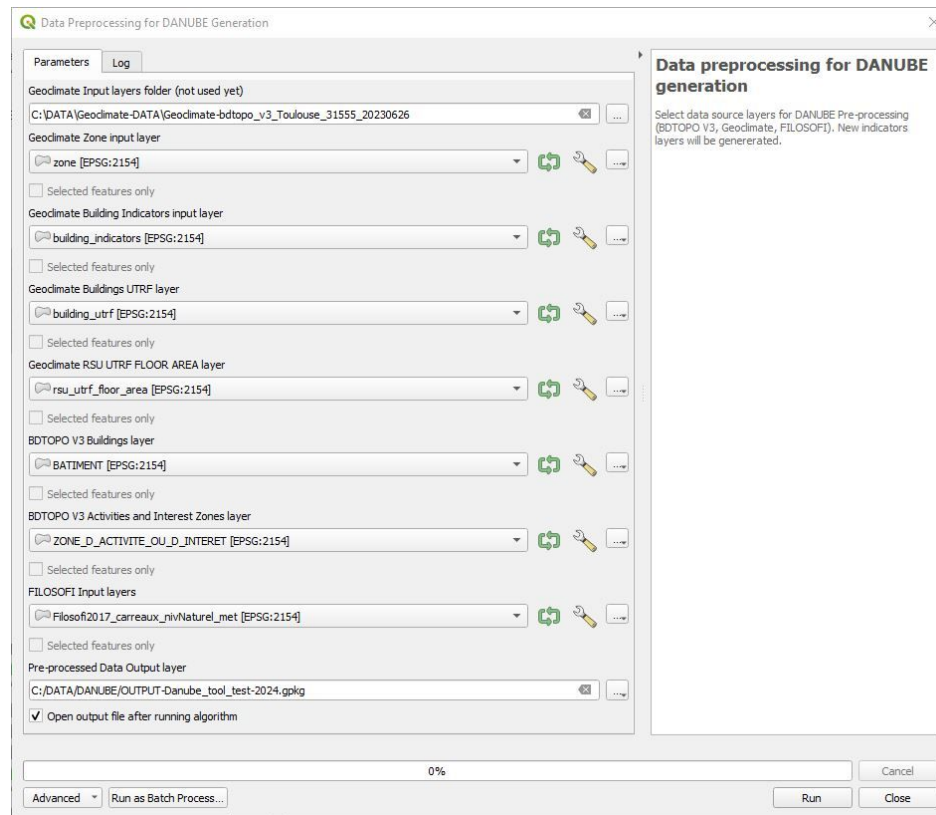 Data Preprocessing for DANUBE Generation
Parameters
Log
Geoclimate Input layers folder (not used yet)
C:\DATA\Geoclimate-DATA\Geoclimate-bdtopo_v3_Toulouse_31555_20230626
...
Geoclimate Zone input layer
zone [EPSG:2154]
...
Selected features only
Geoclimate Building Indicators input layer
building_indicators [EPSG:2154]
...
Selected features only
Geoclimate Buildings UTRF layer
building_utrf [EPSG:2154]
...
Selected features only
Geoclimate RSU UTRF FLOOR AREA layer
rsu_utrf_floor_area [EPSG:2154]
...
Selected features only
BDTOPO V3 Buildings layer
BATIMENT [EPSG:2154]
...
Selected features only
BDTOPO V3 Activities and Interest Zones layer
ZONE_D_ACTIVITE_OU_D_INTERET [EPSG:2154]
...
Selected features only
FILOSOFI Input layers
Filosofi2017_carreaux_nivNaturel_met [EPSG:2154]
...
Selected features only
Pre-processed Data Output layer
C:/DATA/DANUBE/OUTPUT-Danube_tool_test-2024.gpkg
...
Open output file after running algorithm
Data preprocessing for DANUBE
generation
Select data source layers for DANUBE Pre-processing
(BDTOPO V3, Geoclimate, FILOSOFI). New indicators
layers will be genererated.
0%
Cancel
Advanced
Run as Batch Process...
Run
Close